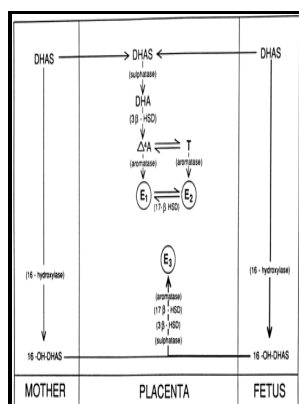 DHAS DHAS DHAS
(sulphatase)
DHA
(3β - HSD)
Δ⁴A T
(aromatase) (aromatase)
E₁ E₂
(17-β HSD)
E₃
(16 - hydroxylase) (16 - hydroxylase)
(aromatase)
(17 β - HSD)
(3β - HSD)
(sulphatase)
16 -OH-DHAS 16 -OH-DHAS
MOTHER PLACENTA FETUS